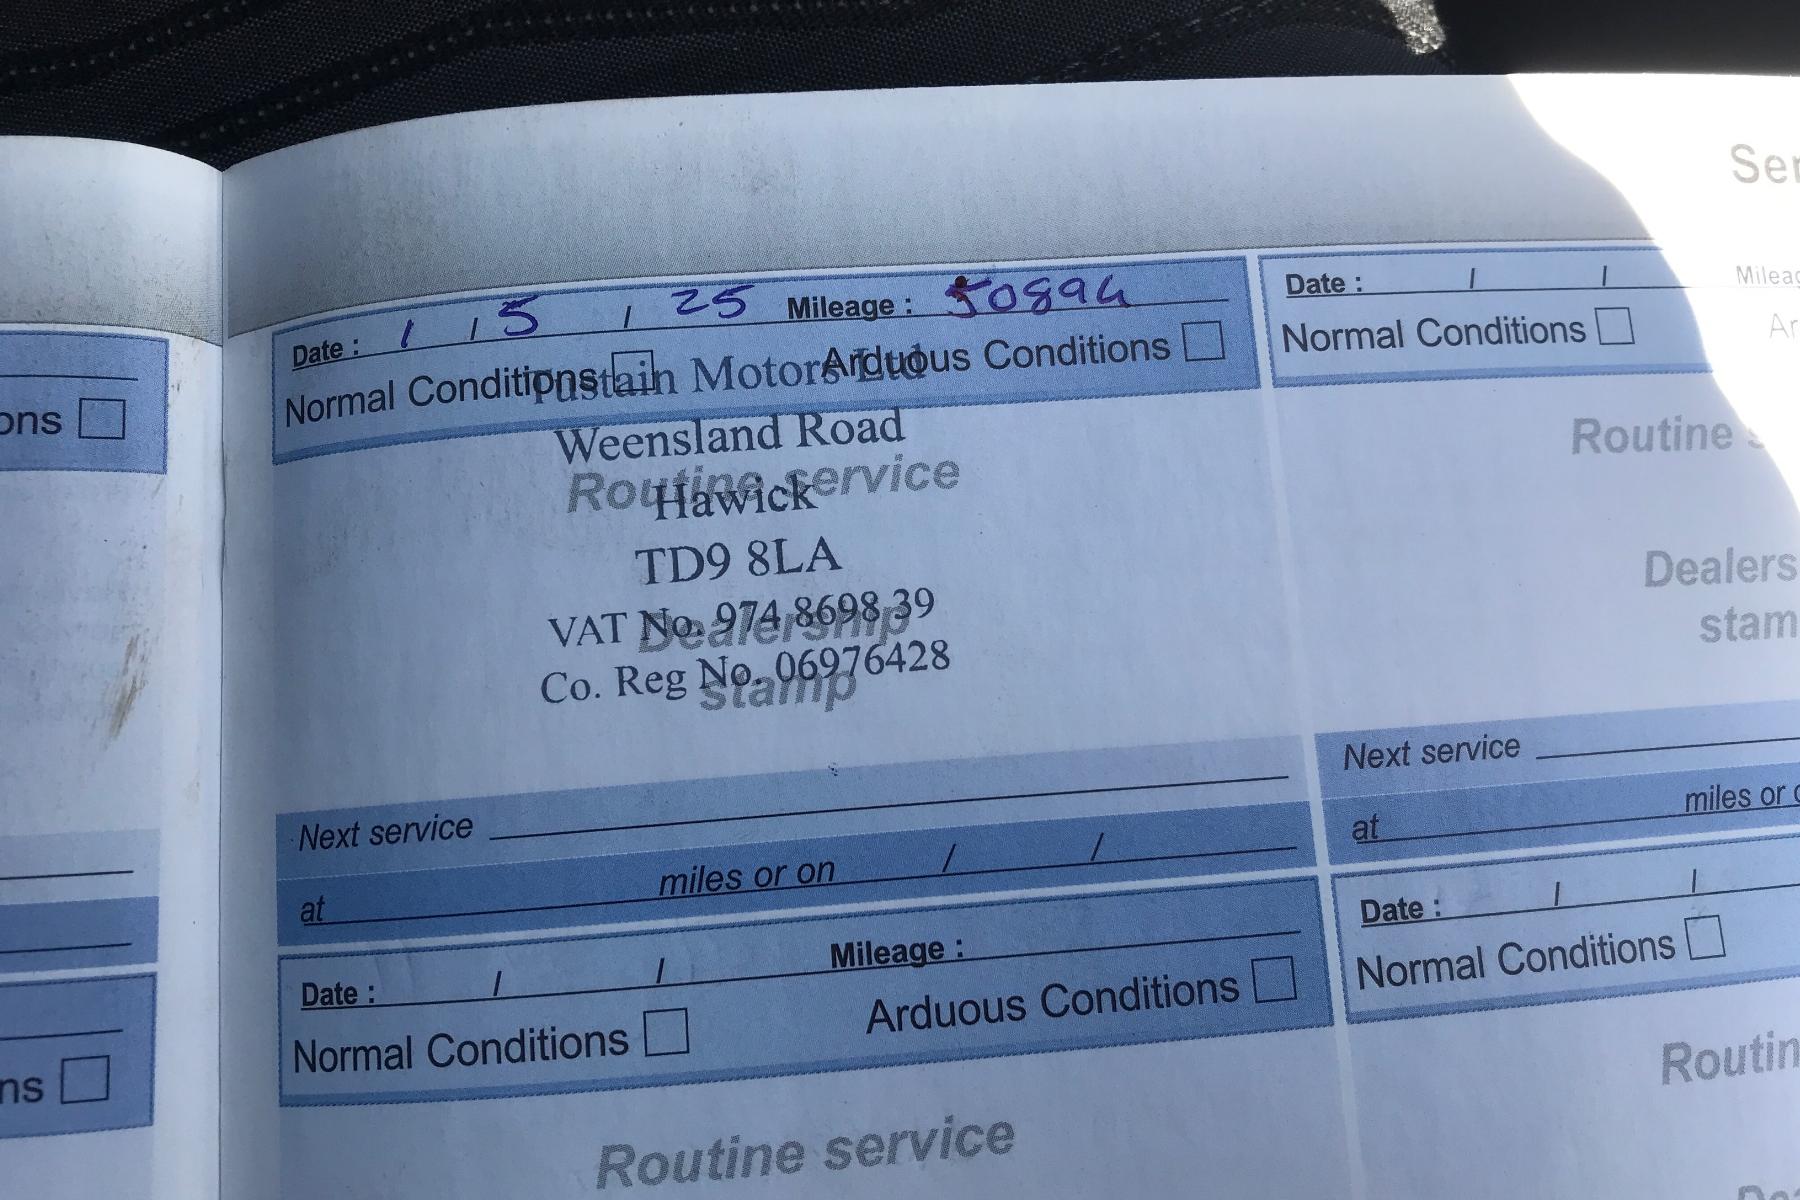 Ser
Date : 1 / 5 / 25 Mileage : 50894
Normal Conditions Arduous Conditions
Motors Ltd
Weensland Road
Routine service
Hawick
TD9 8LA
VAT No. 974 8698 39
Dealership
Co. Reg No. 06976428
stamp
Next service
at miles or on / /
Date : / / Mileage :
Normal Conditions Arduous Conditions
Routine service
Date : / / Mileag
Normal Conditions Ar
Routine s
Dealers
stam
Next service
at miles or o
Date : / /
Normal Conditions
Routin
ons
ns